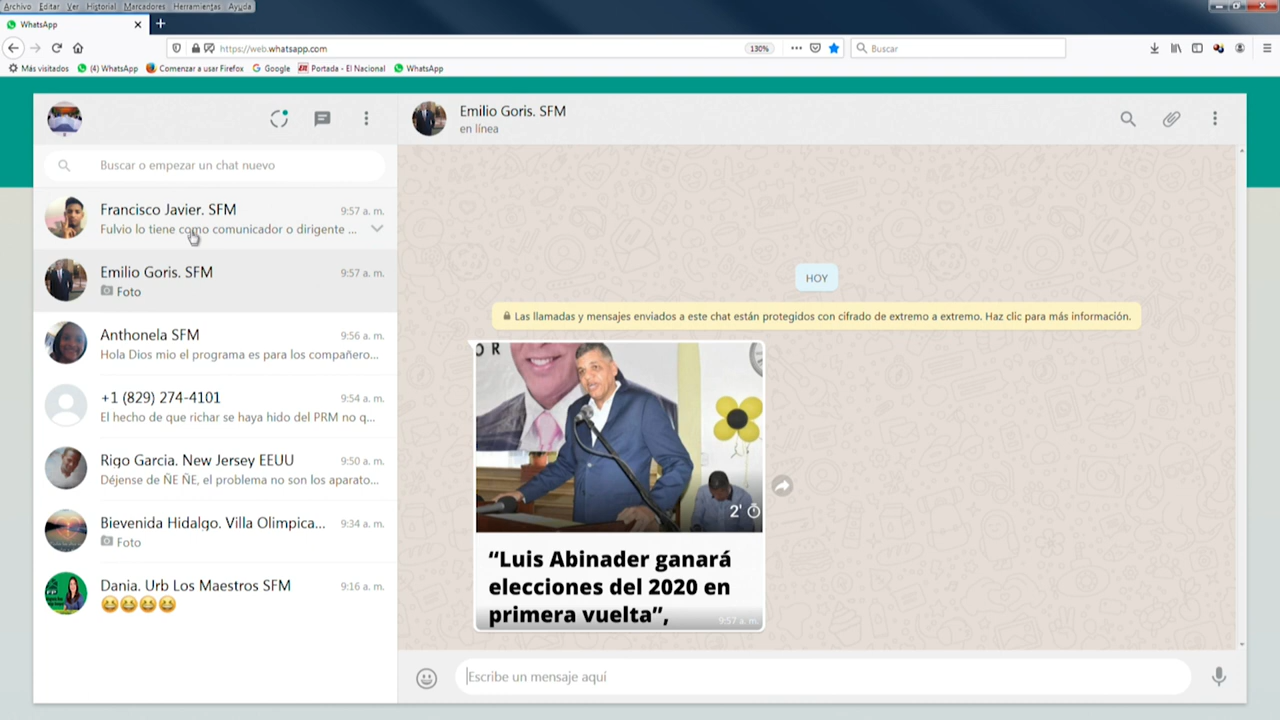 Archivo Editar Ver Historial Marcadores Herramientas Ayuda
WhatsApp
https://web.whatsapp.com
130%
Buscar
Más visitados (4) WhatsApp Comenzar a usar Firefox Google Portada - El Nacional WhatsApp
Emilio Goris. SFM
en línea
Buscar o empezar un chat nuevo
Francisco Javier. SFM 9:57 a. m.
Fulvio lo tiene como comunicador o dirigente ...
Emilio Goris. SFM 9:57 a. m.
Foto
Anthonela SFM 9:56 a. m.
Hola Dios mio el programa es para los compañero...
+1 (829) 274-4101 9:54 a. m.
El hecho de que richar se haya hido del PRM no q...
Rigo Garcia. New Jersey EEUU 9:50 a. m.
Déjense de ÑE ÑE, el problema no son los aparato...
Bievenida Hidalgo. Villa Olimpica... 9:34 a. m.
Foto
Dania. Urb Los Maestros SFM 9:16 a. m.
HOY
Las llamadas y mensajes enviados a este chat están protegidos con cifrado de extremo a extremo. Haz clic para más información.
O R
2'
“Luis Abinader ganará
elecciones del 2020 en
primera vuelta”,
9:57 a. m.
Escribe un mensaje aquí